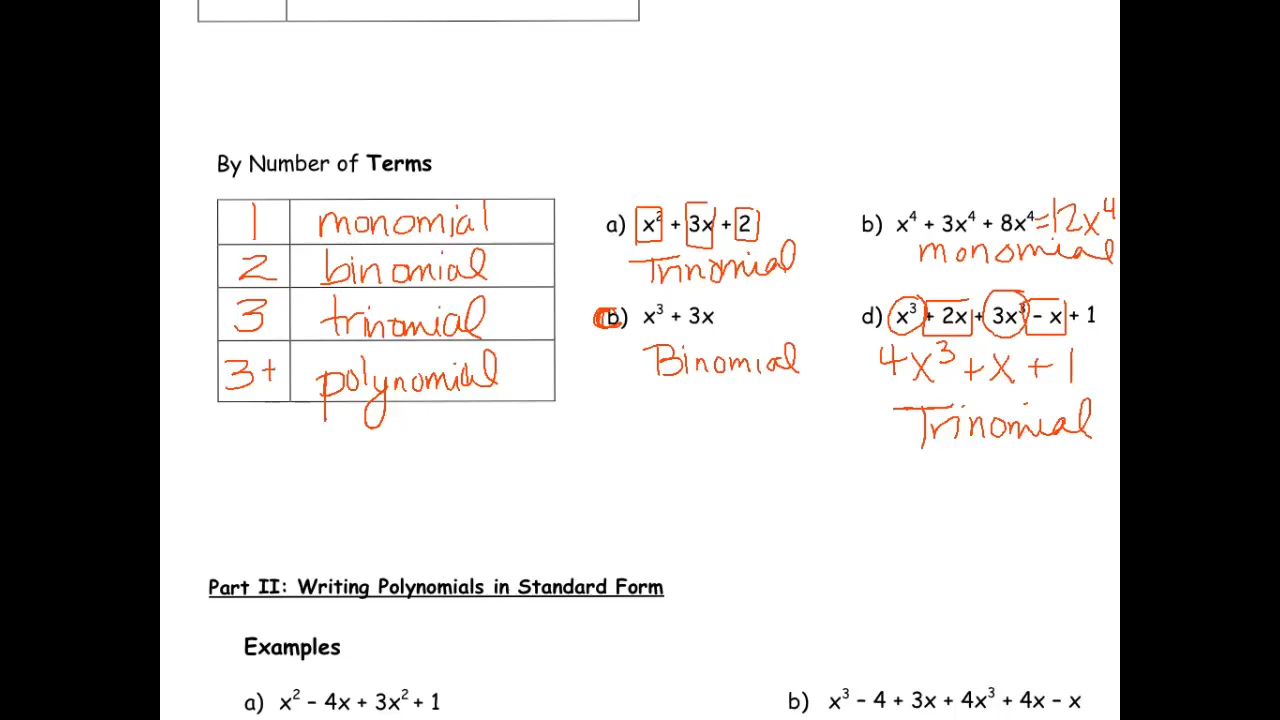 By Number of Terms
1 monomial
2 binomial
3 trinomial
3+ polynomial
a) x² + 3x + 2
Trinomial
b) x⁴ + 3x⁴ + 8x⁴ = 12x⁴
monomial
b) x³ + 3x
Binomial
d) x³ + 2x + 3x³ - x + 1
4x³ + x + 1
Trinomial
Part II: Writing Polynomials in Standard Form
Examples
a) x² - 4x + 3x² + 1
b) x³ - 4 + 3x + 4x³ + 4x - x